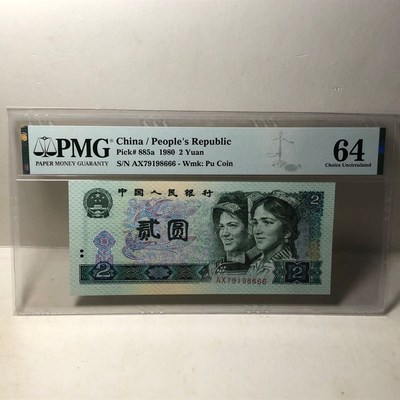 PMG
PAPER MONEY GUARANTY
China / People's Republic
Pick# 885a 1980 2 Yuan
S/N AX79198666 - Wmk: Pu Coin
64
Choice Uncirculated
中国人民银行
2
贰圆
AX79198666
2
2